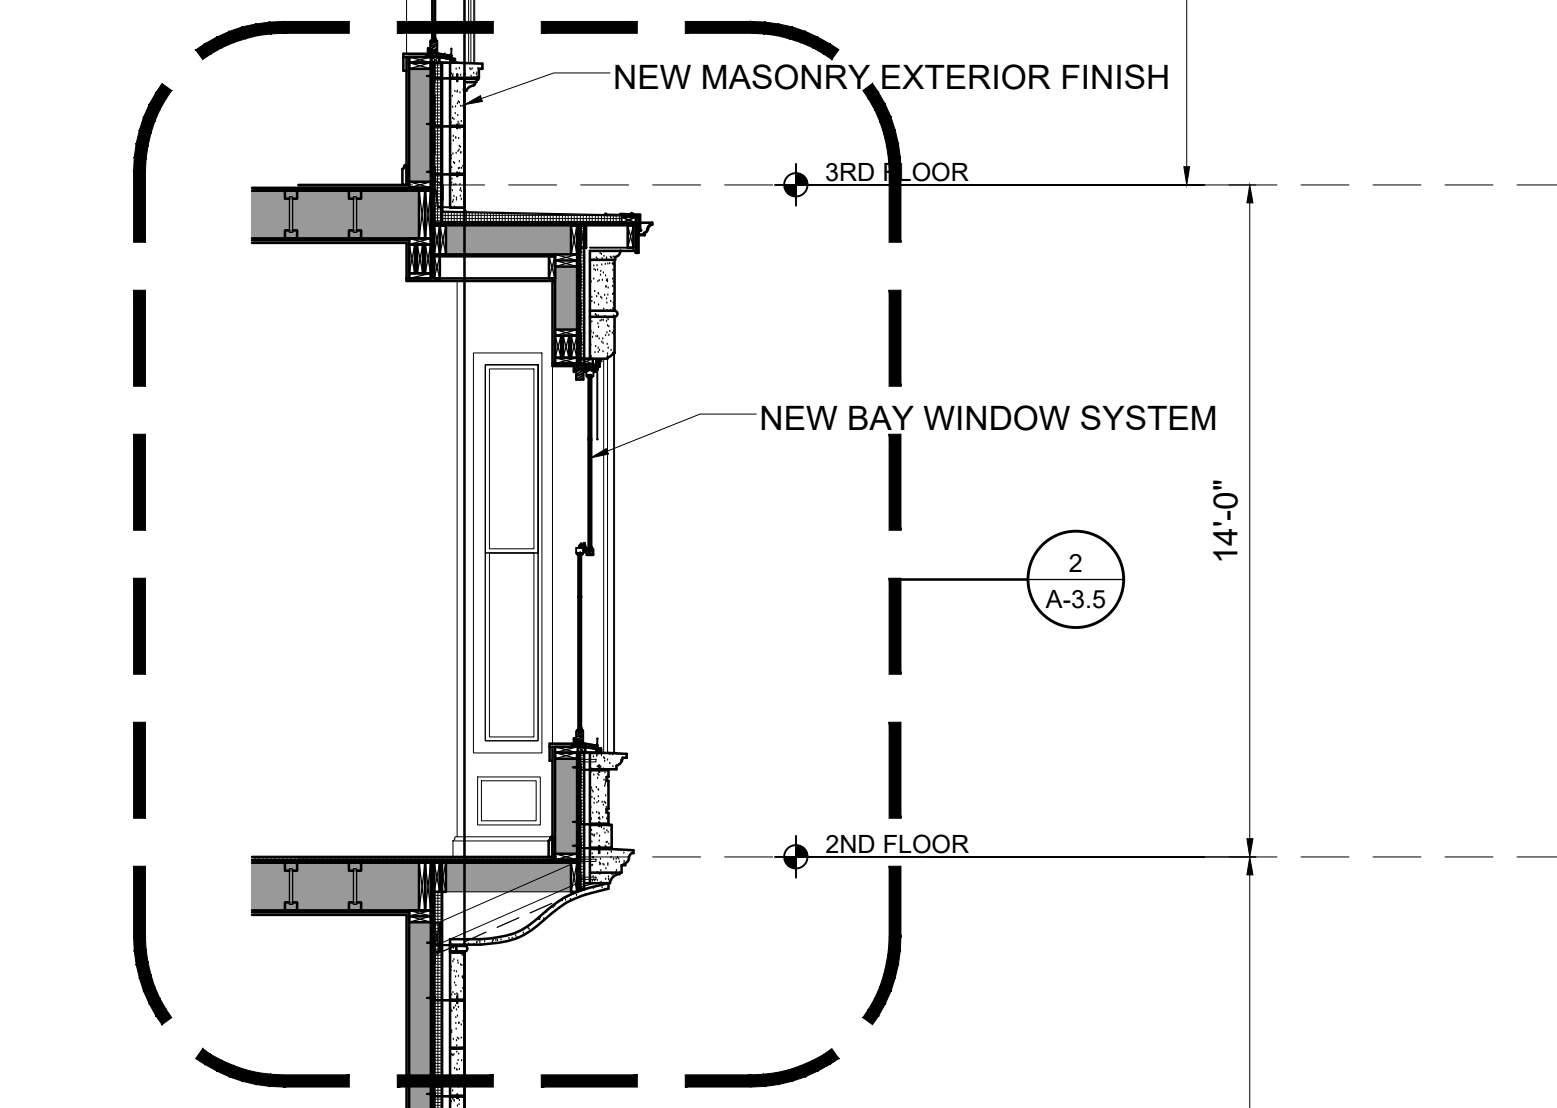 NEW MASONRY EXTERIOR FINISH
3RD FLOOR
NEW BAY WINDOW SYSTEM
14'-0"
2
A-3.5
2ND FLOOR